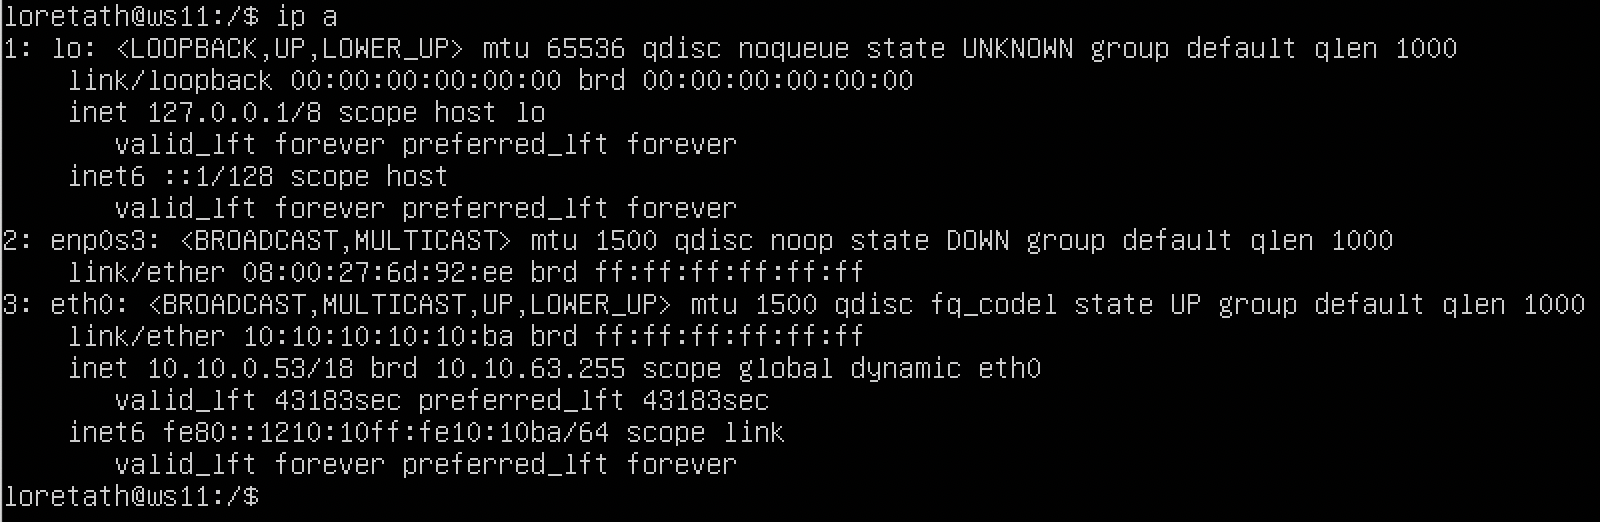 loretath@ws11:/$ ip a
1: lo: <LOOPBACK,UP,LOWER_UP> mtu 65536 qdisc noqueue state UNKNOWN group default qlen 1000
    link/loopback 00:00:00:00:00:00 brd 00:00:00:00:00:00
    inet 127.0.0.1/8 scope host lo
       valid_lft forever preferred_lft forever
    inet6 ::1/128 scope host
       valid_lft forever preferred_lft forever
2: enp0s3: <BROADCAST,MULTICAST> mtu 1500 qdisc noop state DOWN group default qlen 1000
    link/ether 08:00:27:6d:92:ee brd ff:ff:ff:ff:ff:ff
3: eth0: <BROADCAST,MULTICAST,UP,LOWER_UP> mtu 1500 qdisc fq_codel state UP group default qlen 1000
    link/ether 10:10:10:10:10:ba brd ff:ff:ff:ff:ff:ff
    inet 10.10.0.53/18 brd 10.10.63.255 scope global dynamic eth0
       valid_lft 43183sec preferred_lft 43183sec
    inet6 fe80::1210:10ff:fe10:10ba/64 scope link
       valid_lft forever preferred_lft forever
loretath@ws11:/$